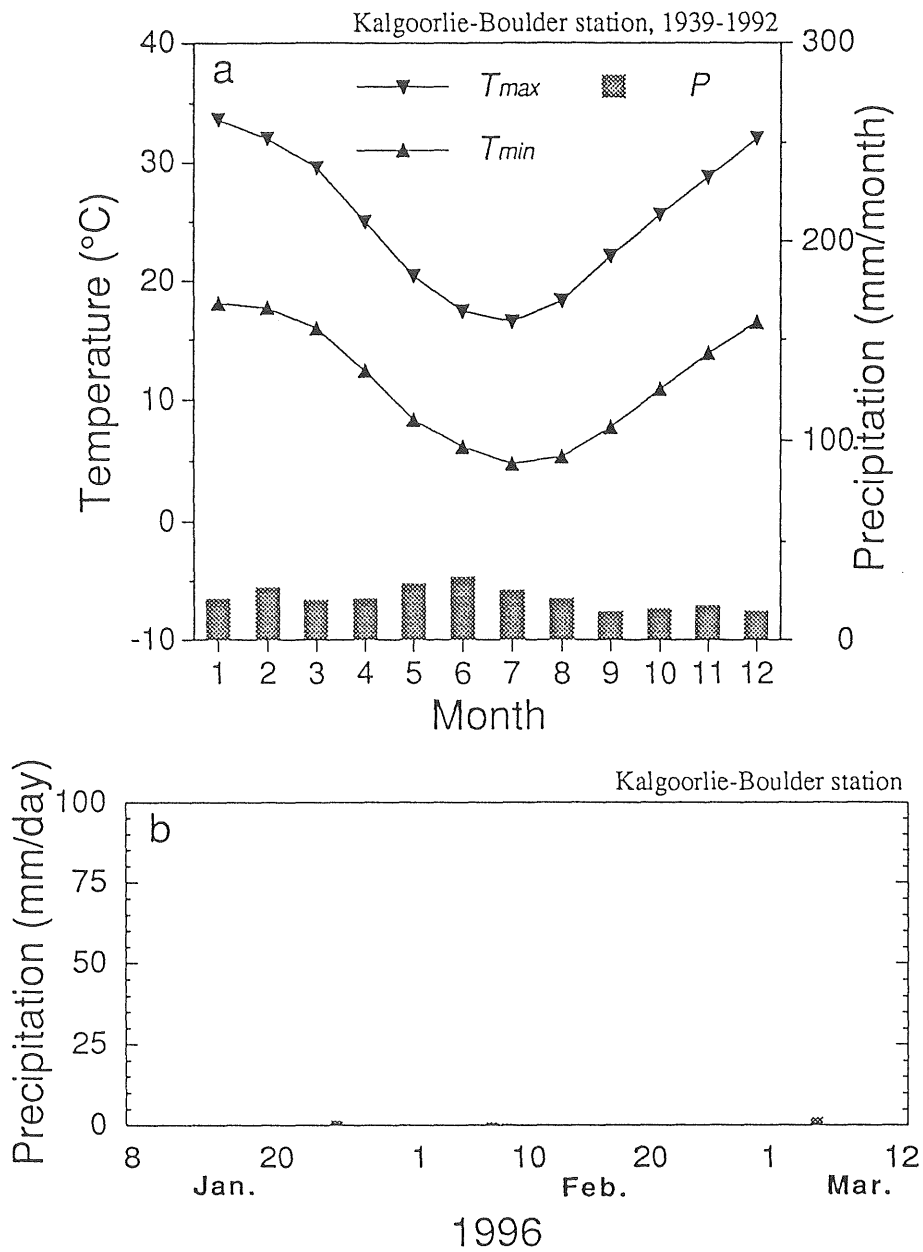 Kalgoorlie-Boulder station, 1939-1992
a
Tmax
P
Tmin
40
30
20
10
0
-10
Temperature (°C)
300
200
100
0
Precipitation (mm/month)
1 2 3 4 5 6 7 8 9 10 11 12
Month
Kalgoorlie-Boulder station
b
100
75
50
25
0
Precipitation (mm/day)
8 20 1 10 20 1 12
Jan. Feb. Mar.
1996